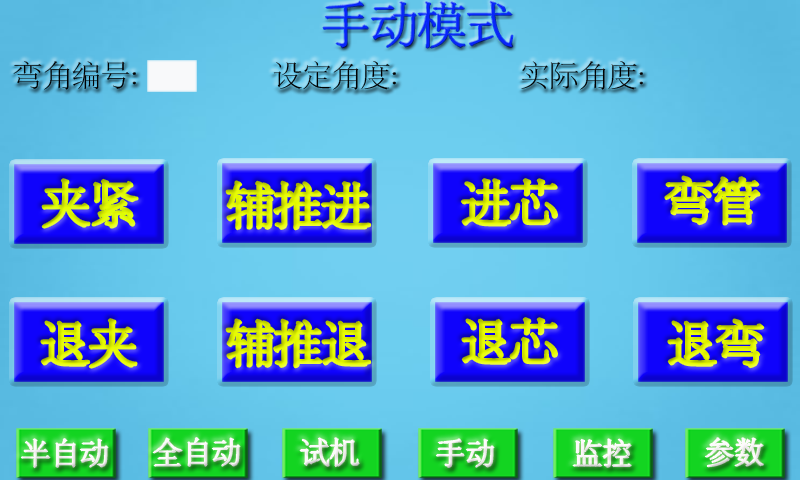 手动模式
弯角编号: 设定角度: 实际角度:
夹紧 辅推进 进芯 弯管
退夹 辅推退 退芯 退弯
半自动 全自动 试机 手动 监控 参数